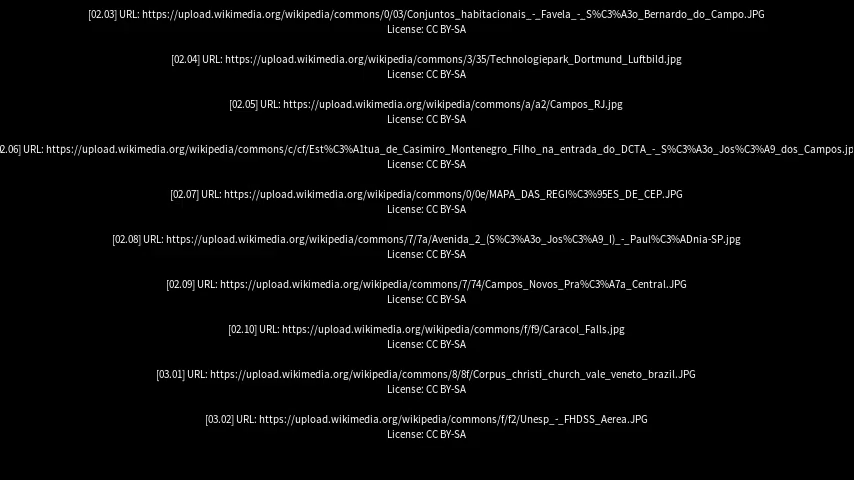 [02.03] URL: https://upload.wikimedia.org/wikipedia/commons/0/03/Conjuntos_habitacionais_-_Favela_-_S%C3%A3o_Bernardo_do_Campo.JPG
License: CC BY-SA
[02.04] URL: https://upload.wikimedia.org/wikipedia/commons/3/35/Technologiepark_Dortmund_Luftbild.jpg
License: CC BY-SA
[02.05] URL: https://upload.wikimedia.org/wikipedia/commons/a/a2/Campos_RJ.jpg
License: CC BY-SA
2.06] URL: https://upload.wikimedia.org/wikipedia/commons/c/cf/Est%C3%A1tua_de_Casimiro_Montenegro_Filho_na_entrada_do_DCTA_-_S%C3%A3o_Jos%C3%A9_dos_Campos.jp
License: CC BY-SA
[02.07] URL: https://upload.wikimedia.org/wikipedia/commons/0/0e/MAPA_DAS_REGI%C3%95ES_DE_CEP.JPG
License: CC BY-SA
[02.08] URL: https://upload.wikimedia.org/wikipedia/commons/7/7a/Avenida_2_(S%C3%A3o_Jos%C3%A9_I)_-_Paul%C3%ADnia-SP.jpg
License: CC BY-SA
[02.09] URL: https://upload.wikimedia.org/wikipedia/commons/7/74/Campos_Novos_Pra%C3%A7a_Central.JPG
License: CC BY-SA
[02.10] URL: https://upload.wikimedia.org/wikipedia/commons/f/f9/Caracol_Falls.jpg
License: CC BY-SA
[03.01] URL: https://upload.wikimedia.org/wikipedia/commons/8/8f/Corpus_christi_church_vale_veneto_brazil.JPG
License: CC BY-SA
[03.02] URL: https://upload.wikimedia.org/wikipedia/commons/f/f2/Unesp_-_FHDSS_Aerea.JPG
License: CC BY-SA